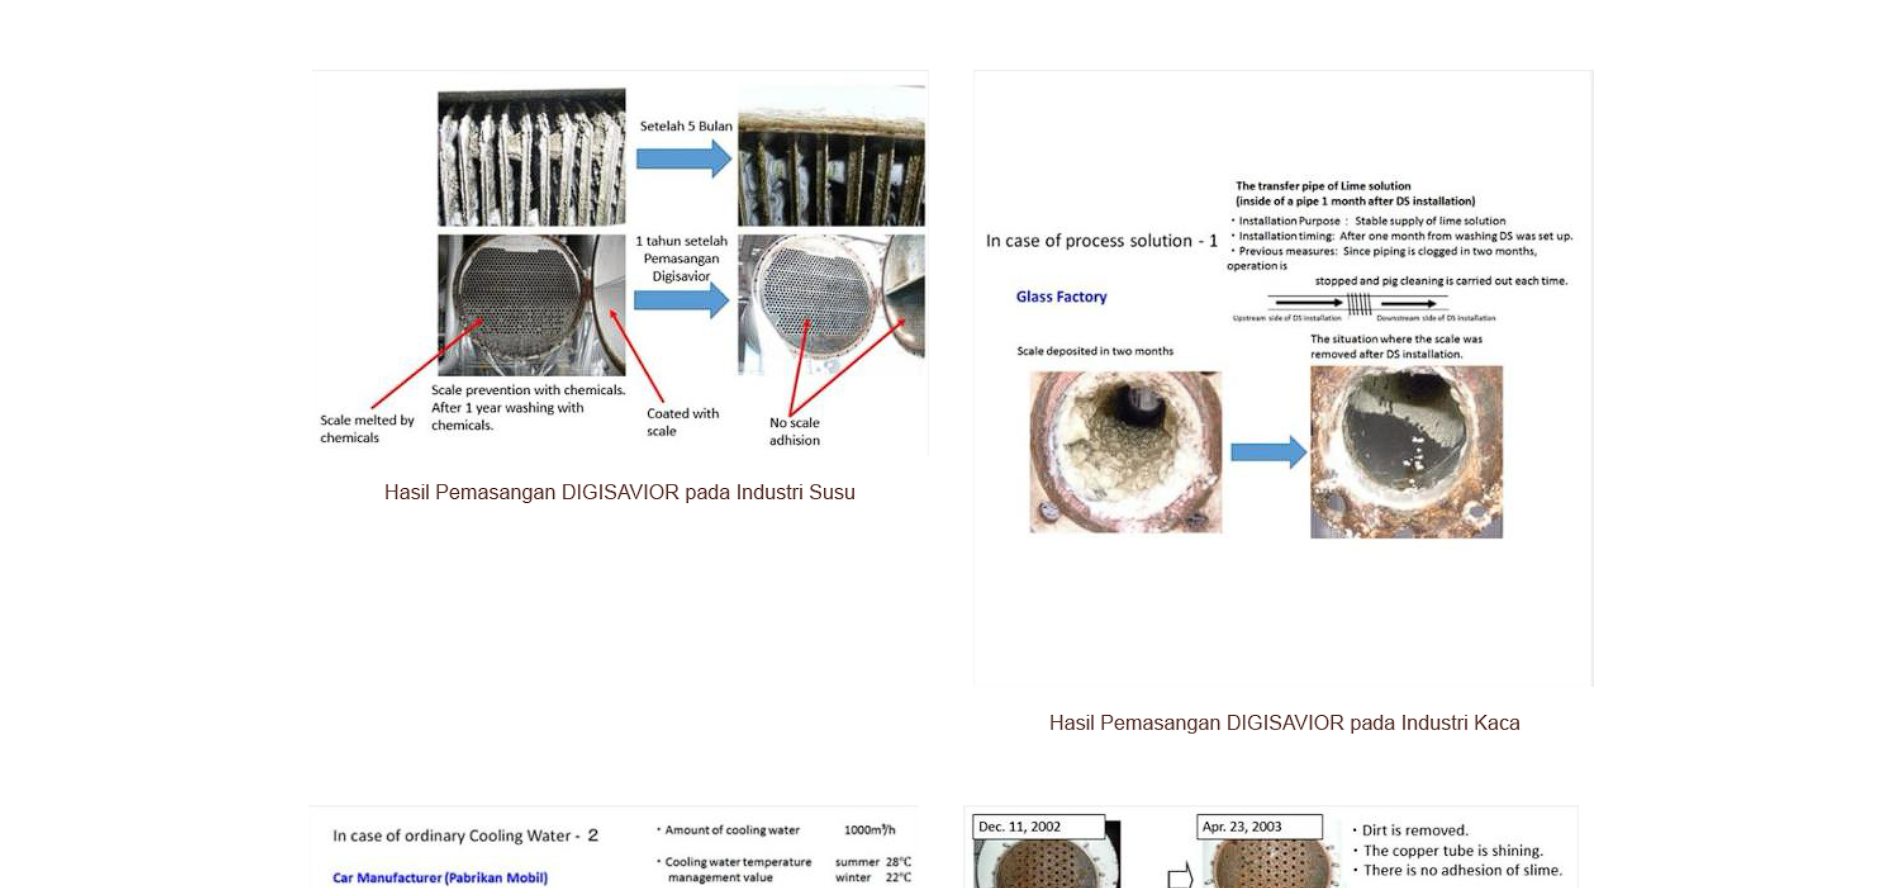 Setelah 5 Bulan
1 tahun setelah
Pemasangan
Digisavior
Scale melted by
chemicals
Scale prevention with chemicals.
After 1 year washing with
chemicals.
Coated with
scale
No scale
adhision
Hasil Pemasangan DIGISAVIOR pada Industri Susu
In case of process solution - 1
Glass Factory
The transfer pipe of Lime solution
(inside of a pipe 1 month after DS installation)
・Installation Purpose : Stable supply of lime solution
・Installation timing: After one month from washing DS was set up.
・Previous measures: Since piping is clogged in two months,
operation is
stopped and pig cleaning is carried out each time.
Upstream side of DS installation
Downstream side of DS installation
Scale deposited in two months
The situation where the scale was
removed after DS installation.
Hasil Pemasangan DIGISAVIOR pada Industri Kaca
In case of ordinary Cooling Water - 2
Car Manufacturer (Pabrikan Mobil)
・Amount of cooling water 1000m³/h
・Cooling water temperature summer 28℃
management value winter 22℃
Dec. 11, 2002
Apr. 23, 2003
・Dirt is removed.
・The copper tube is shining.
・There is no adhesion of slime.